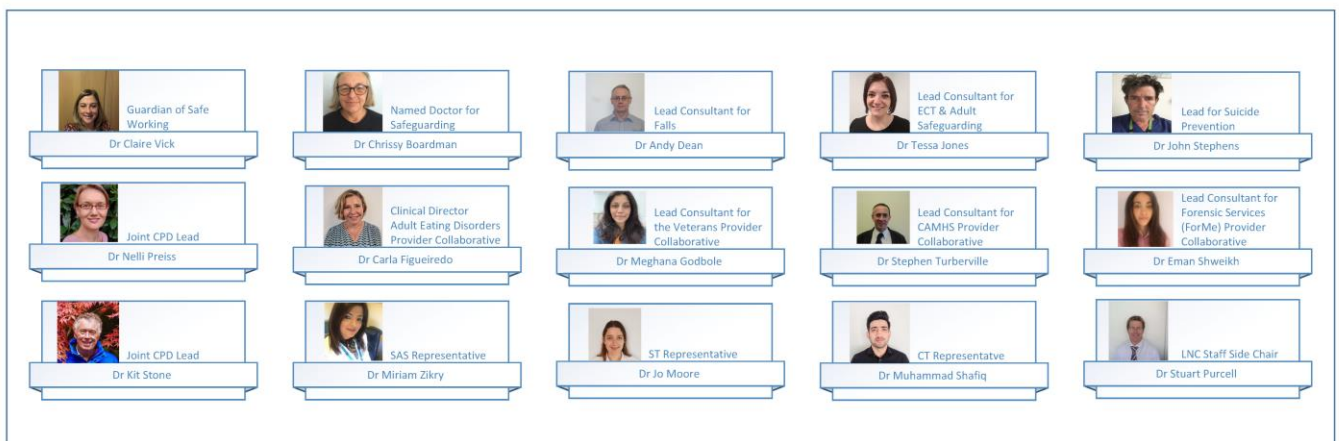 Guardian of Safe
Working
Dr Claire Vick
Named Doctor for
Safeguarding
Dr Chrissy Boardman
Lead Consultant for
Falls
Dr Andy Dean
Lead Consultant for
ECT & Adult
Safeguarding
Dr Tessa Jones
Lead for Suicide
Prevention
Dr John Stephens
Joint CPD Lead
Dr Nelli Preiss
Clinical Director
Adult Eating Disorders
Provider Collaborative
Dr Carla Figueiredo
Lead Consultant for
the Veterans Provider
Collaborative
Dr Meghana Godbole
Lead Consultant for
CAMHS Provider
Collaborative
Dr Stephen Turberville
Lead Consultant for
Forensic Services
(ForMe) Provider
Collaborative
Dr Eman Shweikh
Joint CPD Lead
Dr Kit Stone
SAS Representative
Dr Miriam Zikry
ST Representative
Dr Jo Moore
CT Representatve
Dr Muhammad Shafiq
LNC Staff Side Chair
Dr Stuart Purcell